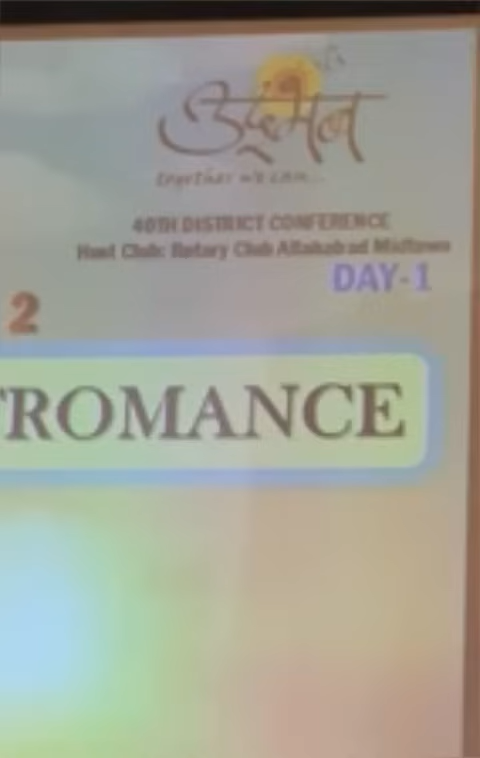 together we can...
40TH DISTRICT CONFERENCE
Host Club: Rotary Club Allahabad Midtown
DAY-1
2
TROMANCE